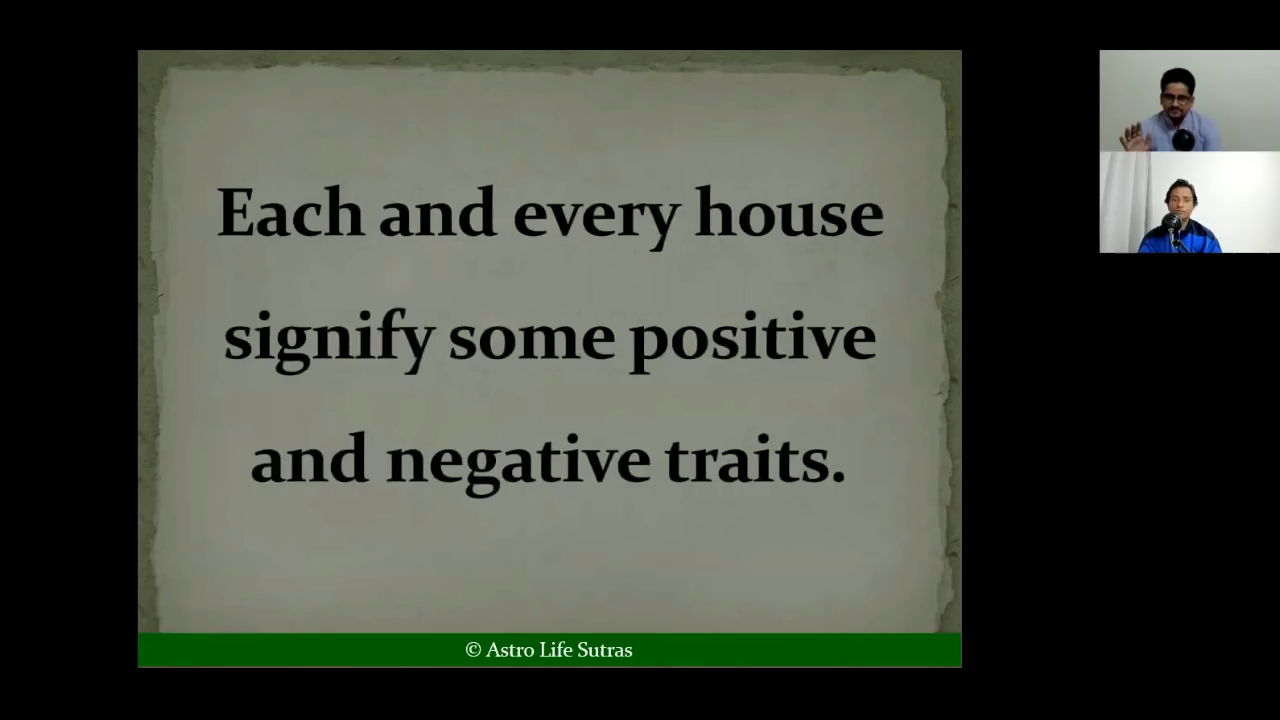 Each and every house
signify some positive
and negative traits.
© Astro Life Sutras